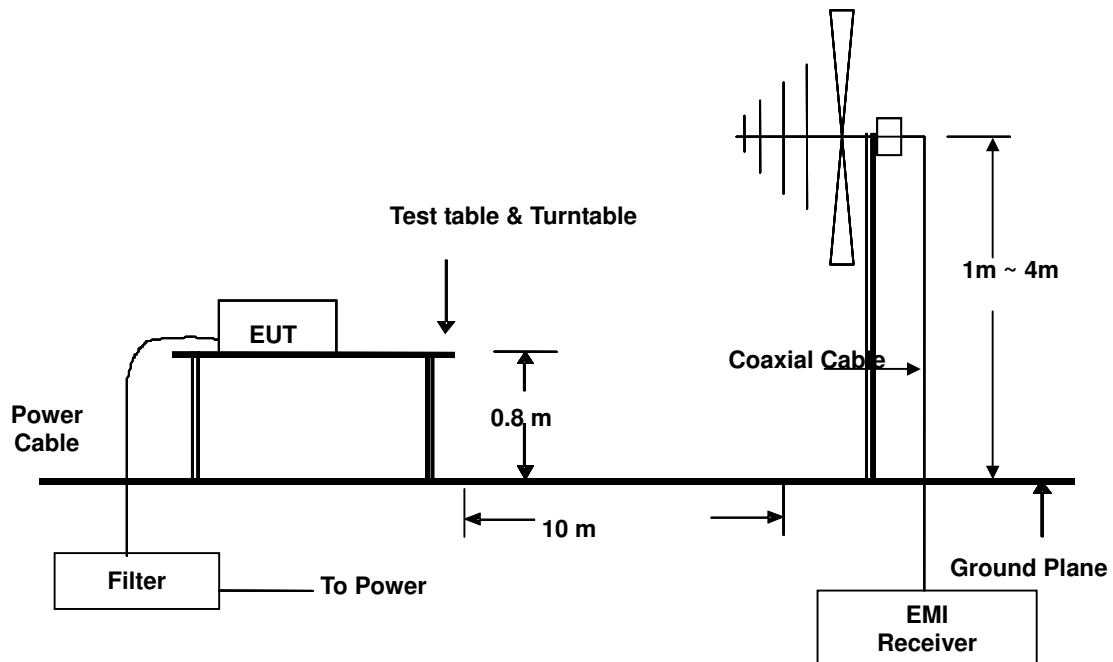 Test table & Turntable
1m ~ 4m
EUT
Coaxial Cable
Power
Cable
0.8 m
10 m
Filter
To Power
Ground Plane
EMI
Receiver